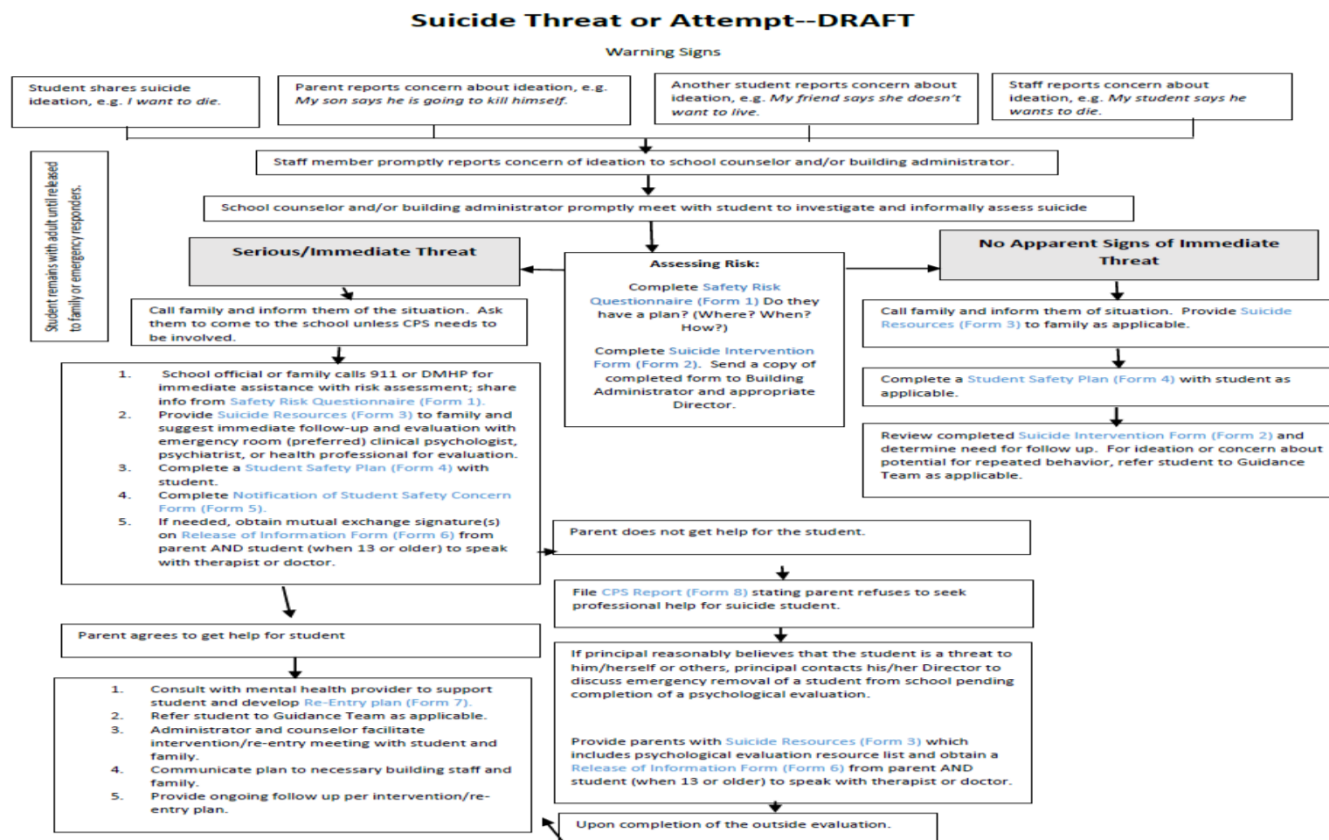 Suicide Threat or Attempt--DRAFT
Warning Signs
Student shares suicide
ideation, e.g. I want to die.
Parent reports concern about ideation, e.g.
My son says he is going to kill himself.
Another student reports concern about
ideation, e.g. My friend says she doesn't
want to live.
Staff reports concern about
ideation, e.g. My student says he
wants to die.
Student remains with adult until released
to family or emergency responders.
Staff member promptly reports concern of ideation to school counselor and/or building administrator.
School counselor and/or building administrator promptly meet with student to investigate and informally assess suicide
Serious/Immediate Threat
Call family and inform them of the situation. Ask
them to come to the school unless CPS needs to
be involved.
1. School official or family calls 911 or DMHP for
immediate assistance with risk assessment; share
info from Safety Risk Questionnaire (Form 1).
2. Provide Suicide Resources (Form 3) to family and
suggest immediate follow-up and evaluation with
emergency room (preferred) clinical psychologist,
psychiatrist, or health professional for evaluation.
3. Complete a Student Safety Plan (Form 4) with
student.
4. Complete Notification of Student Safety Concern
Form (Form 5).
5. If needed, obtain mutual exchange signature(s)
on Release of Information Form (Form 6) from
parent AND student (when 13 or older) to speak
with therapist or doctor.
Assessing Risk:
Complete Safety Risk
Questionnaire (Form 1) Do they
have a plan? (Where? When?
How?)
Complete Suicide Intervention
Form (Form 2). Send a copy of
completed form to Building
Administrator and appropriate
Director.
No Apparent Signs of Immediate
Threat
Call family and inform them of situation. Provide Suicide
Resources (Form 3) to family as applicable.
Complete a Student Safety Plan (Form 4) with student as
applicable.
Review completed Suicide Intervention Form (Form 2) and
determine need for follow up. For ideation or concern about
potential for repeated behavior, refer student to Guidance
Team as applicable.
Parent does not get help for the student.
File CPS Report (Form 8) stating parent refuses to seek
professional help for suicide student.
If principal reasonably believes that the student is a threat to
him/herself or others, principal contacts his/her Director to
discuss emergency removal of a student from school pending
completion of a psychological evaluation.
Provide parents with Suicide Resources (Form 3) which
includes psychological evaluation resource list and obtain a
Release of Information Form (Form 6) from parent AND
student (when 13 or older) to speak with therapist or doctor.
Upon completion of the outside evaluation.
Parent agrees to get help for student
1. Consult with mental health provider to support
student and develop Re-Entry plan (Form 7).
2. Refer student to Guidance Team as applicable.
3. Administrator and counselor facilitate
intervention/re-entry meeting with student and
family.
4. Communicate plan to necessary building staff and
family.
5. Provide ongoing follow up per intervention/re-
entry plan.